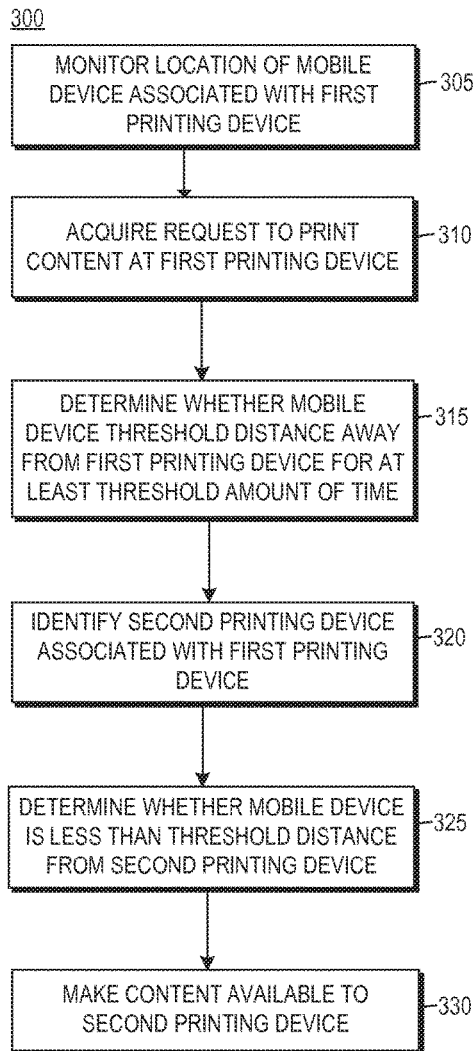 300
MONITOR LOCATION OF MOBILE
DEVICE ASSOCIATED WITH FIRST
PRINTING DEVICE
305
ACQUIRE REQUEST TO PRINT
CONTENT AT FIRST PRINTING DEVICE
310
DETERMINE WHETHER MOBILE
DEVICE THRESHOLD DISTANCE AWAY
FROM FIRST PRINTING DEVICE FOR AT
LEAST THRESHOLD AMOUNT OF TIME
315
IDENTIFY SECOND PRINTING DEVICE
ASSOCIATED WITH FIRST PRINTING
DEVICE
320
DETERMINE WHETHER MOBILE DEVICE
IS LESS THAN THRESHOLD DISTANCE
FROM SECOND PRINTING DEVICE
325
MAKE CONTENT AVAILABLE TO
SECOND PRINTING DEVICE
330